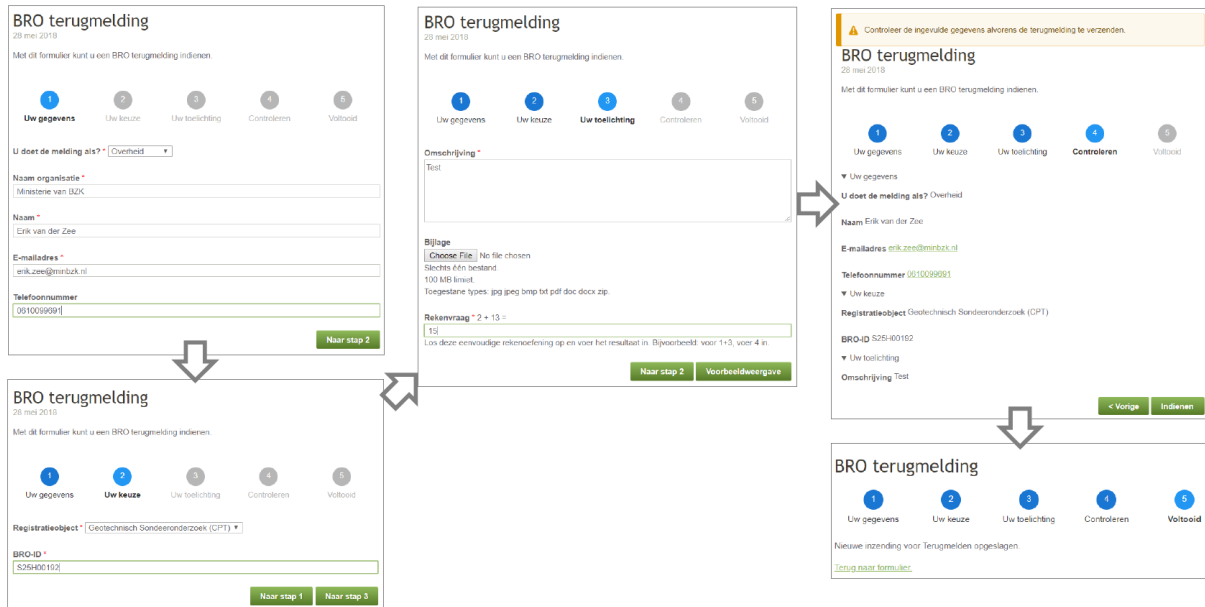 BRO terugmelding
28 mei 2018
Met dit formulier kunt u een BRO terugmelding indienen.
1 2 3 4 5
Uw gegevens Uw keuze Uw toelichting Controleren Voltooid
U doet de melding als? * Overheid
Naam organisatie *
Ministerie van BZK
Naam *
Erik van der Zee
E-mailadres *
erik.zee@minbzk.nl
Telefoonnummer
0610099691
Naar stap 2
BRO terugmelding
28 mei 2018
Met dit formulier kunt u een BRO terugmelding indienen.
1 2 3 4 5
Uw gegevens Uw keuze Uw toelichting Controleren Voltooid
Registratieobject * Geotechnisch Sondeeronderzoek (CPT)
BRO-ID *
S25H00192
Naar stap 1 Naar stap 3
BRO terugmelding
28 mei 2018
Met dit formulier kunt u een BRO terugmelding indienen.
1 2 3 4 5
Uw gegevens Uw keuze Uw toelichting Controleren Voltooid
Omschrijving *
Test
Bijlage
Choose File No file chosen
Slechts één bestand.
100 MB limiet.
Toegestane types: jpg jpeg bmp txt pdf doc docx zip.
Rekenvraag * 2 + 13 =
15
Los deze eenvoudige rekenoefening op en voer het resultaat in. Bijvoorbeeld: voor 1+3, voer 4 in.
Naar stap 2 Voorbeeldweergave
Controleer de ingevulde gegevens alvorens de terugmelding te verzenden.
BRO terugmelding
28 mei 2018
Met dit formulier kunt u een BRO terugmelding indienen.
1 2 3 4 5
Uw gegevens Uw keuze Uw toelichting Controleren Voltooid
▼ Uw gegevens
U doet de melding als? Overheid
Naam Erik van der Zee
E-mailadres erik.zee@minbzk.nl
Telefoonnummer 0610099691
▼ Uw keuze
Registratieobject Geotechnisch Sondeeronderzoek (CPT)
BRO-ID S25H00192
▼ Uw toelichting
Omschrijving Test
< Vorige Indienen
BRO terugmelding
1 2 3 4 5
Uw gegevens Uw keuze Uw toelichting Controleren Voltooid
Nieuwe inzending voor Terugmelden opgeslagen.
Terug naar formulier.